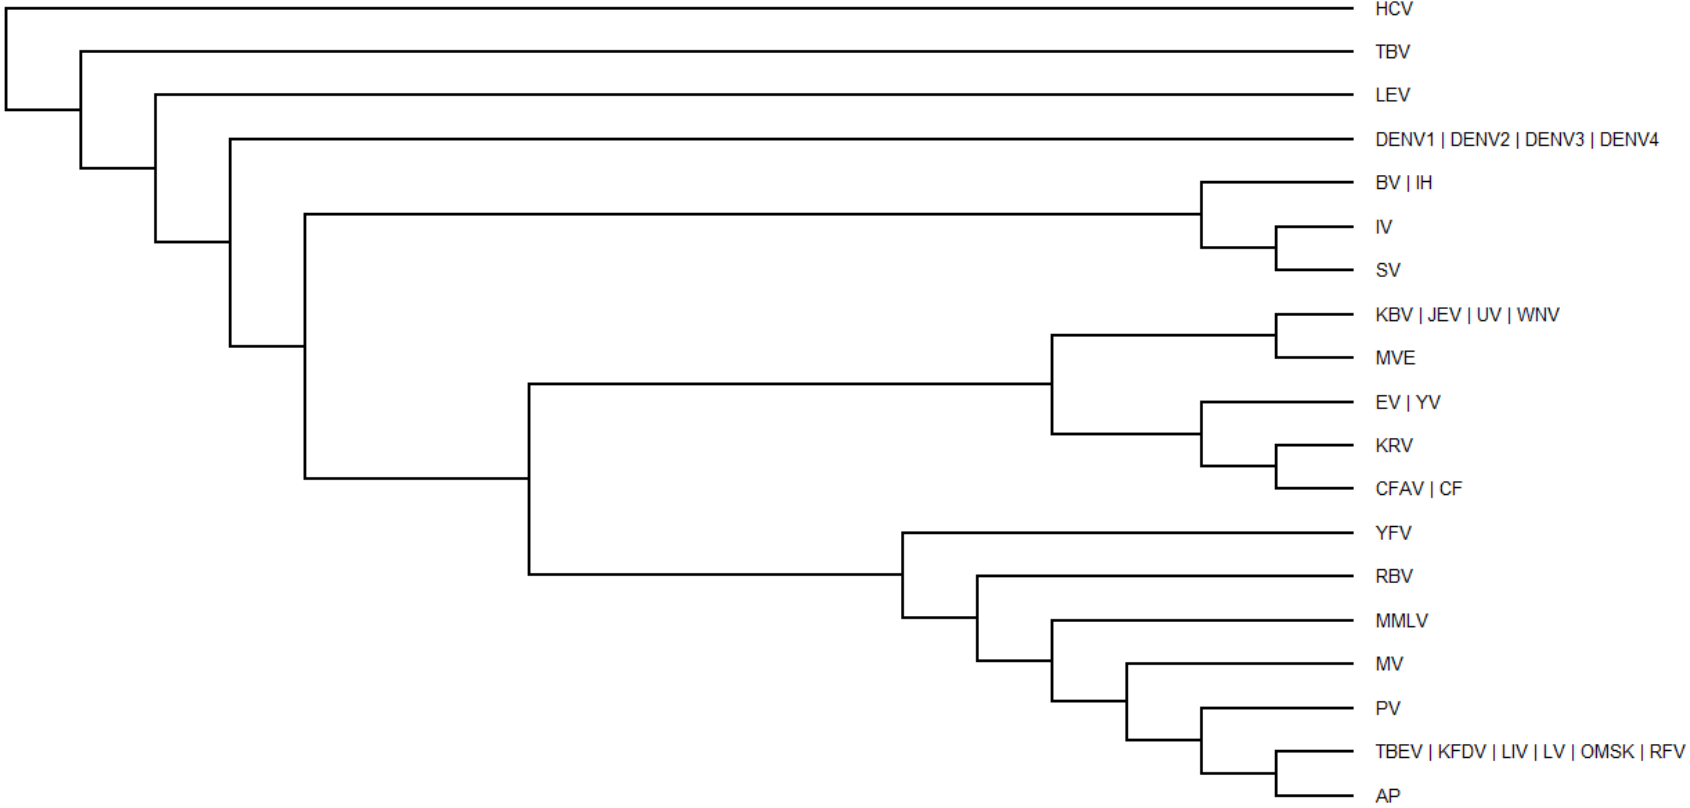 HCV
TBV
LEV
DENV1 | DENV2 | DENV3 | DENV4
BV | IH
IV
SV
KBV | JEV | UV | WNV
MVE
EV | YV
KRV
CFAV | CF
YFV
RBV
MMLV
MV
PV
TBEV | KFDV | LIV | LV | OMSK | RFV
AP